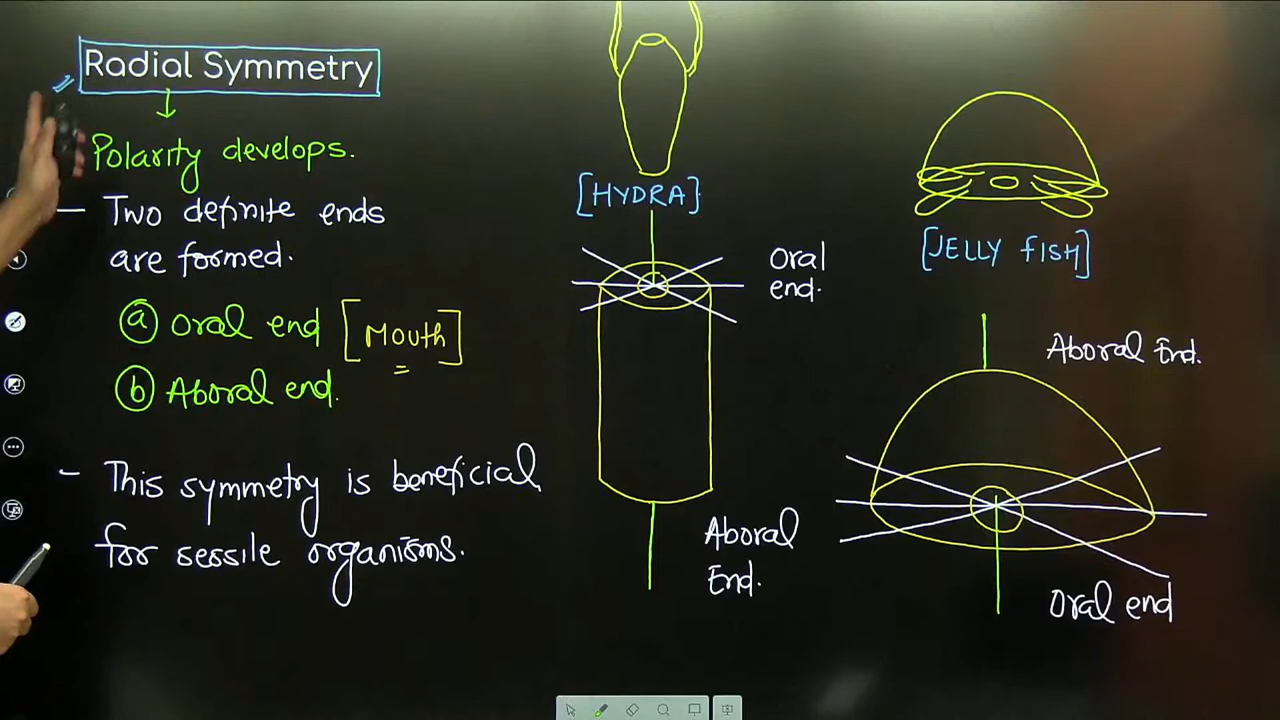 Radial Symmetry
Polarity develops.
– Two definite ends
are formed.
(a) Oral end [Mouth]
(b) Aboral end.
– This symmetry is beneficial
for sessile organisms.
[HYDRA]
Oral
end.
Aboral
End.
[JELLY FISH]
Aboral End.
Oral end